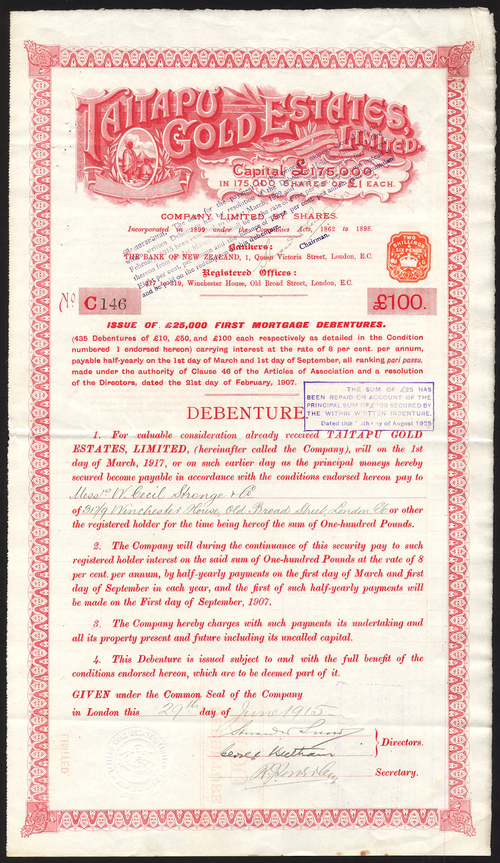 TAITAPU
GOLD ESTATES,
LIMITED.
Capital £175,000.
IN 175,000 SHARES OF £1 EACH.
COMPANY LIMITED BY SHARES.
Incorporated in 1899 under the Companies Acts, 1862 to 1898.
Chairman.
Bankers:
THE BANK OF NEW ZEALAND, 1, Queen Victoria Street, London, E.C.
Registered Offices:
317 to 319, Winchester House, Old Broad Street, London, E.C.
TWO
SHILLINGS
SIX PENCE
No C 146
£100.
ISSUE OF £25,000 FIRST MORTGAGE DEBENTURES.
(435 Debentures of £10, £50, and £100 each respectively as detailed in the Condition
numbered 1 endorsed hereon) carrying interest at the rate of 8 per cent. per annum,
payable half-yearly on the 1st day of March and 1st day of September, all ranking pari passu,
made under the authority of Clause 46 of the Articles of Association and a resolution
of the Directors, dated the 21st day of February, 1907.
THE SUM OF £25 HAS
BEEN REPAID ON ACCOUNT OF THE
PRINCIPAL SUM OF £100 SECURED BY
THE WITHIN WRITTEN INDENTURE.
Dated this day of August 1925
DEBENTURE
1. For valuable consideration already received TAITAPU GOLD
ESTATES, LIMITED, (hereinafter called the Company), will on the 1st
day of March, 1917, or on such earlier day as the principal moneys hereby
secured become payable in accordance with the conditions endorsed hereon pay to
Messrs W. Cecil Stronge & Co
of 317/9 Winchester House, Old Broad Street, London EC or other
the registered holder for the time being hereof the sum of One-hundred Pounds.
2. The Company will during the continuance of this security pay to such
registered holder interest on the said sum of One-hundred Pounds at the rate of 8
per cent. per annum, by half-yearly payments on the first day of March and first
day of September in each year, and the first of such half-yearly payments will
be made on the First day of September, 1907.
3. The Company hereby charges with such payments its undertaking and
all its property present and future including its uncalled capital.
4. This Debenture is issued subject to and with the full benefit of the
conditions endorsed hereon, which are to be deemed part of it.
GIVEN under the Common Seal of the Company
in London this 29th day of June 1915
Directors.
Secretary.